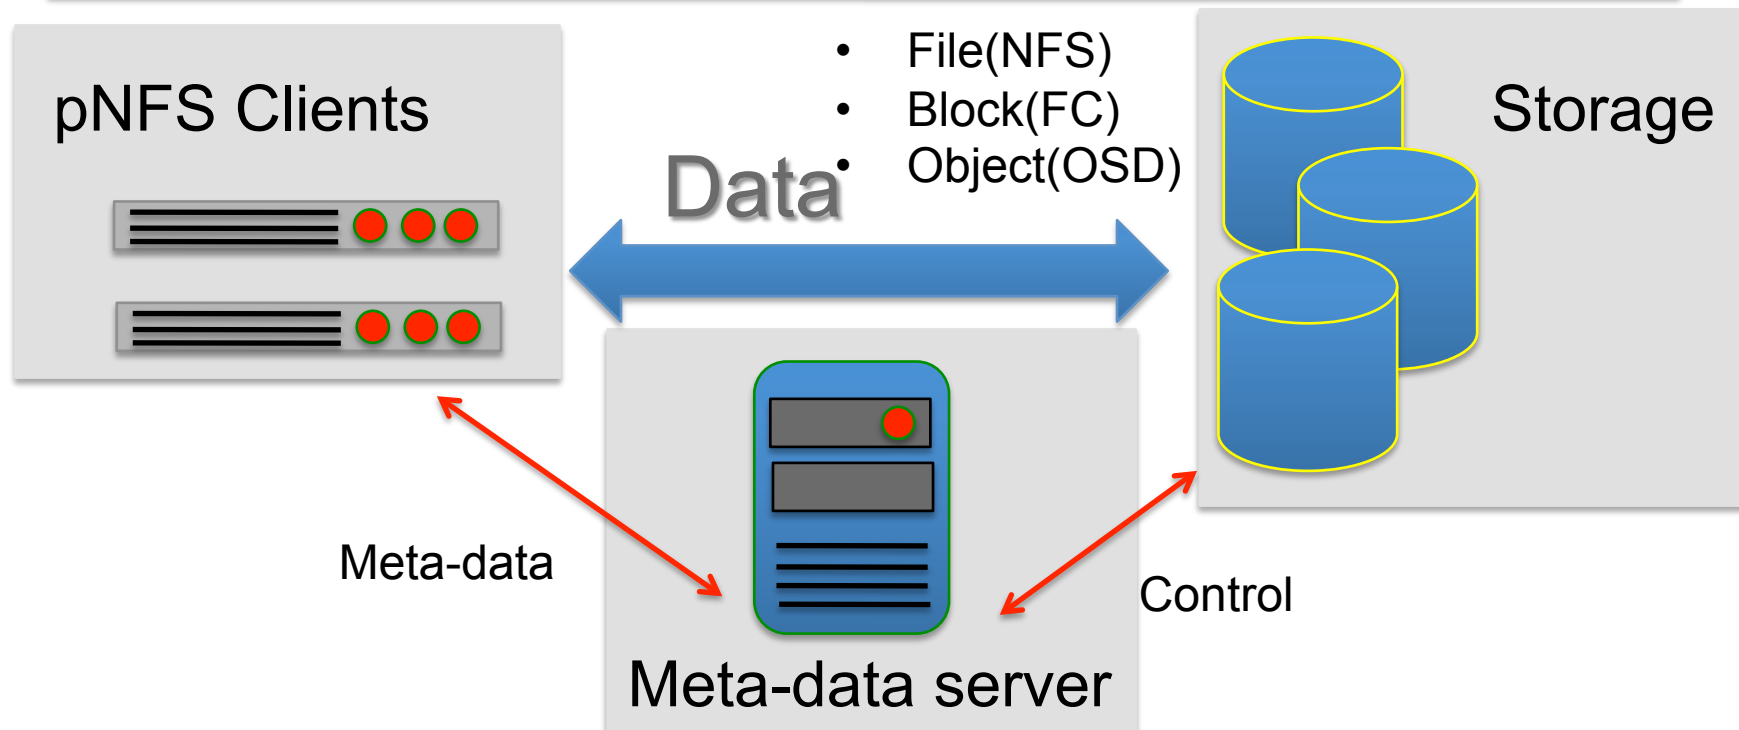 pNFS Clients
• File(NFS)
• Block(FC)
• Object(OSD)
Data
Storage
Meta-data
Control
Meta-data server